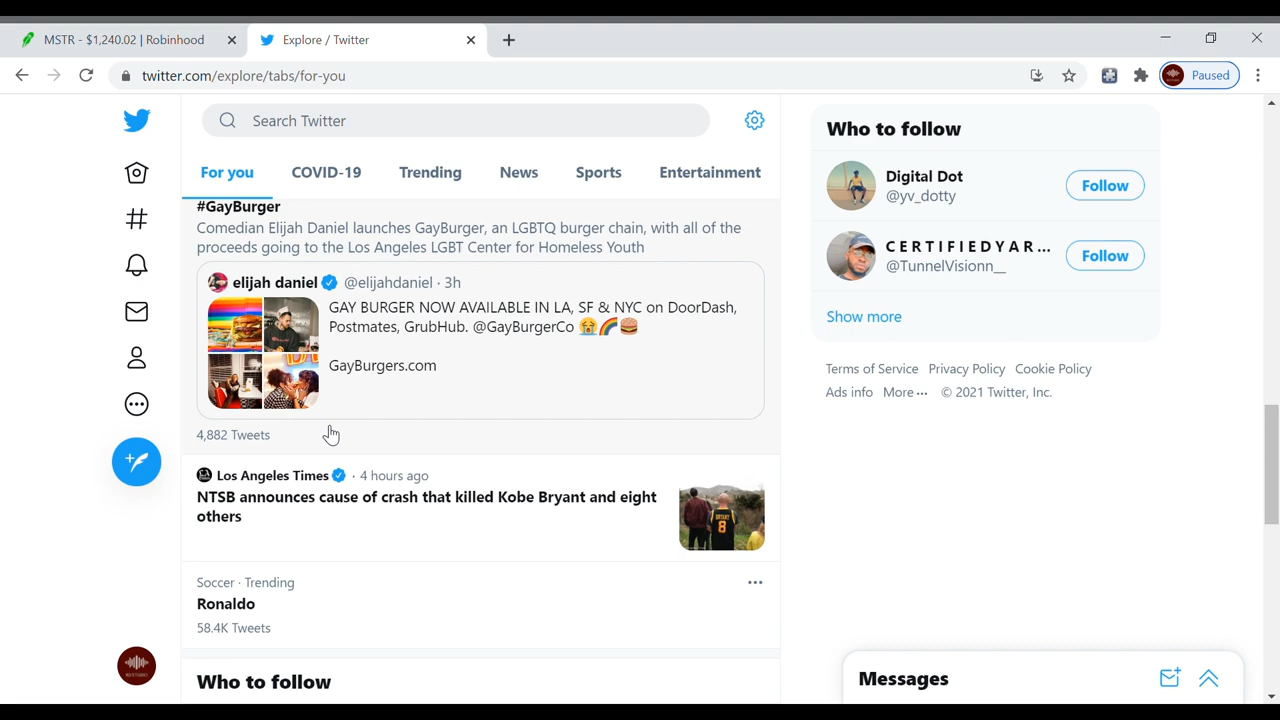 MSTR - $1,240.02 | Robinhood
Explore / Twitter
twitter.com/explore/tabs/for-you
Paused
Search Twitter
For you
COVID-19
Trending
News
Sports
Entertainment
#GayBurger
Comedian Elijah Daniel launches GayBurger, an LGBTQ burger chain, with all of the
proceeds going to the Los Angeles LGBT Center for Homeless Youth
elijah daniel @elijahdaniel · 3h
GAY BURGER NOW AVAILABLE IN LA, SF & NYC on DoorDash,
Postmates, GrubHub. @GayBurgerCo 😭🌈🍔
GayBurgers.com
4,882 Tweets
Los Angeles Times · 4 hours ago
NTSB announces cause of crash that killed Kobe Bryant and eight
others
BRYANT
8
Soccer · Trending
Ronaldo
58.4K Tweets
Who to follow
Who to follow
Digital Dot
@yv_dotty
Follow
C E R T I F I E D Y A R ...
@TunnelVisionn__
Follow
Show more
Terms of Service Privacy Policy Cookie Policy
Ads info More ··· © 2021 Twitter, Inc.
Messages